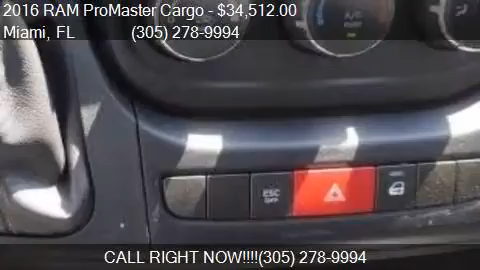 2016 RAM ProMaster Cargo - $34,512.00
Miami, FL (305) 278-9994
A/C
AUTO
ESC
OFF
CALL RIGHT NOW!!!!(305) 278-9994